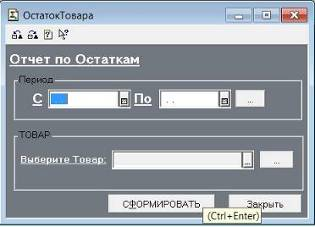 ОстатокТовара
Отчет по Остаткам
Период
С По . . ...
ТОВАР
Выберите Товар: ... ...
СФОРМИРОВАТЬ Закрыть
(Ctrl+Enter)